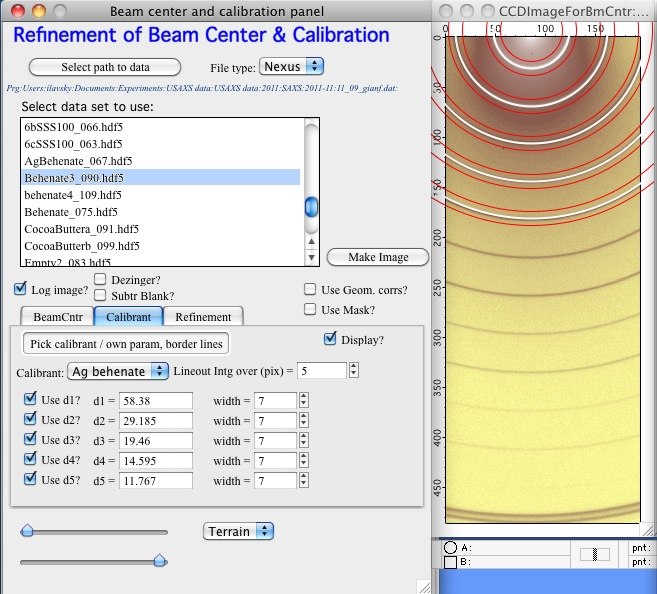 Beam center and calibration panel
Refinement of Beam Center & Calibration
Select path to data
File type: Nexus
Prg:Users:ilavsky:Documents:Experiments:USAXS data:USAXS data:2011:SAXS:2011-11:11_09_gianf.dat:
Select data set to use:
6bSSS100_066.hdf5
6cSSS100_063.hdf5
AgBehenate_067.hdf5
Behenate3_090.hdf5
behenate4_109.hdf5
Behenate_075.hdf5
CocoaButtera_091.hdf5
CocoaButterb_099.hdf5
Empty2_083.hdf5
Make Image
Log image?
Dezinger?
Subtr Blank?
Use Geom. corrs?
Use Mask?
BeamCntr
Calibrant
Refinement
Pick calibrant / own param, border lines
Display?
Calibrant: Ag behenate
Lineout Intg over (pix) = 5
Use d1? d1 = 58.38 width = 7
Use d2? d2 = 29.185 width = 7
Use d3? d3 = 19.46 width = 7
Use d4? d4 = 14.595 width = 7
Use d5? d5 = 11.767 width = 7
Terrain
CCDImageForBmCntr:...
0 50 100 150
0
50
100
150
200
250
300
350
400
450
A: pnt:
B: pnt: